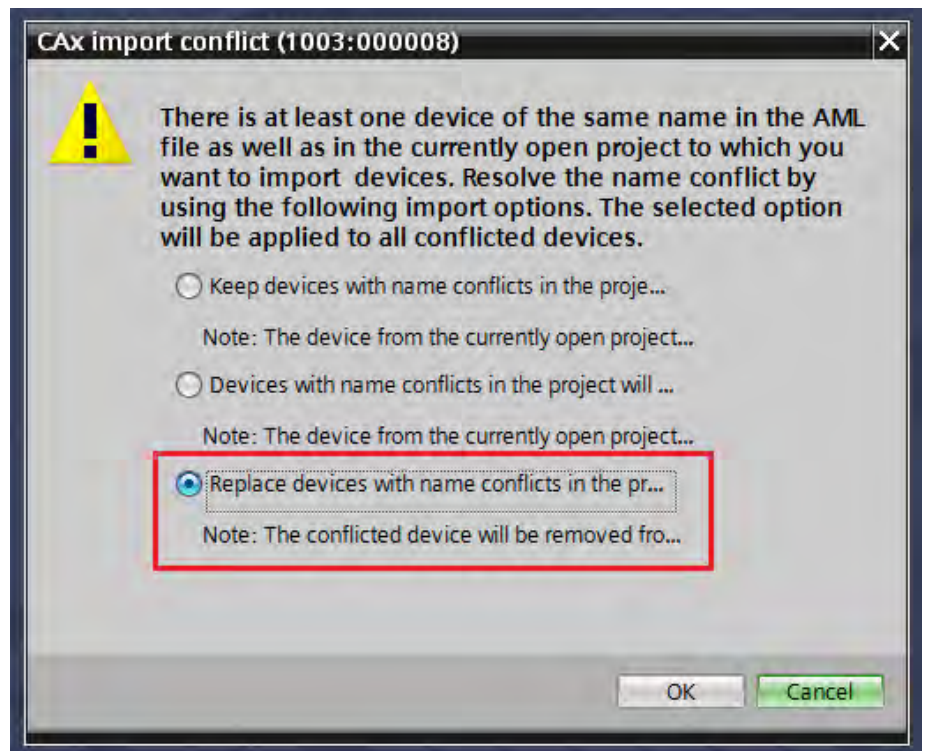 CAx import conflict (1003:000008)
There is at least one device of the same name in the AML
file as well as in the currently open project to which you
want to import devices. Resolve the name conflict by
using the following import options. The selected option
will be applied to all conflicted devices.
Keep devices with name conflicts in the proje...
Note: The device from the currently open project...
Devices with name conflicts in the project will ...
Note: The device from the currently open project...
Replace devices with name conflicts in the pr...
Note: The conflicted device will be removed fro...
OK Cancel